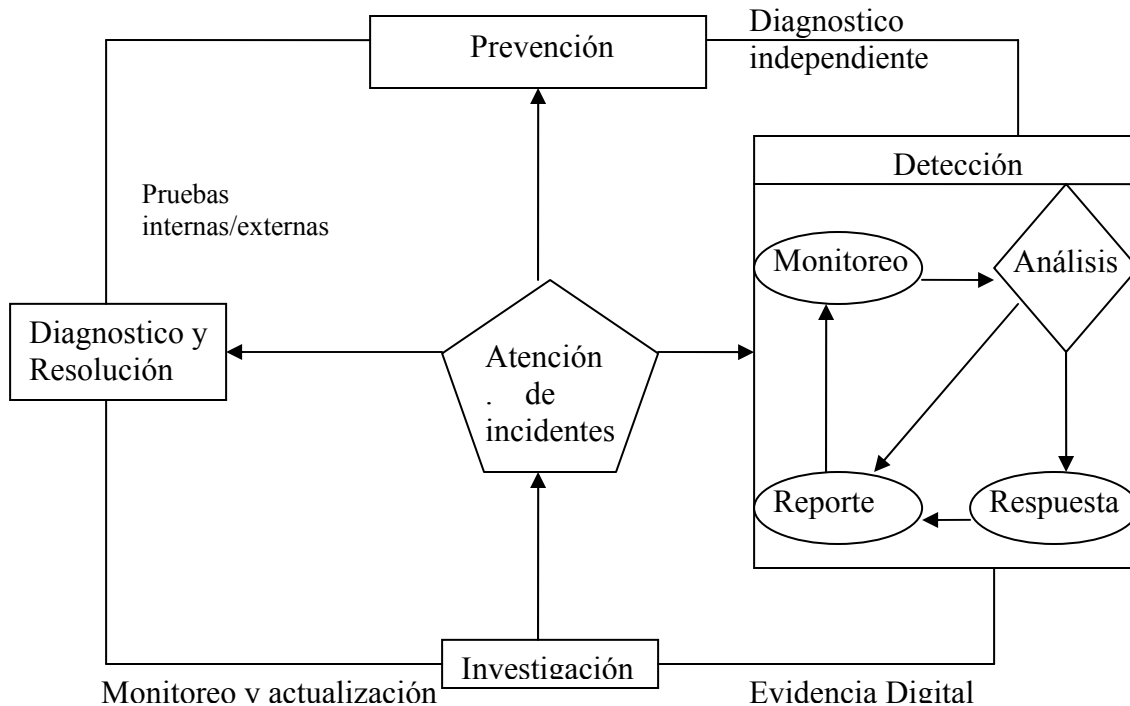 Prevención
Diagnostico
independiente
Detección
Pruebas
internas/externas
Monitoreo
Análisis
Diagnostico y
Resolución
Atención
. de
incidentes
Reporte
Respuesta
Investigación
Monitoreo y actualización
Evidencia Digital